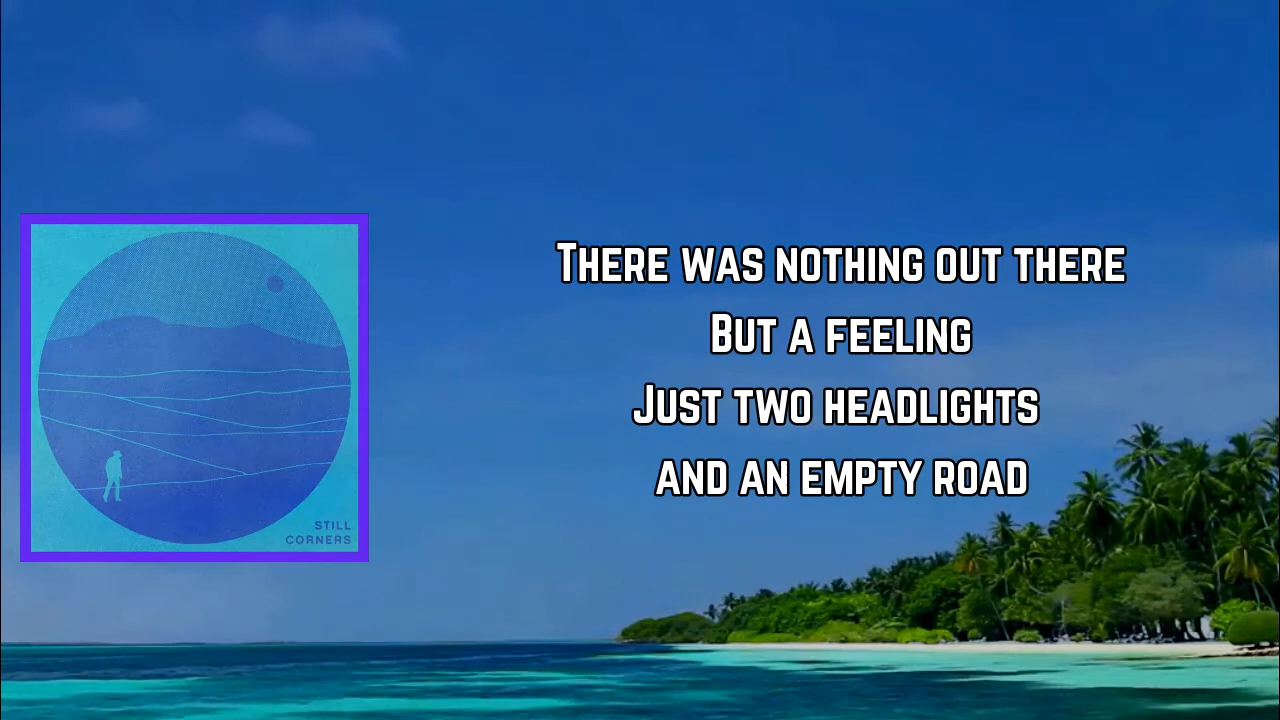 STILL
CORNERS
There was nothing out there
But a feeling
Just two headlights
and an empty road